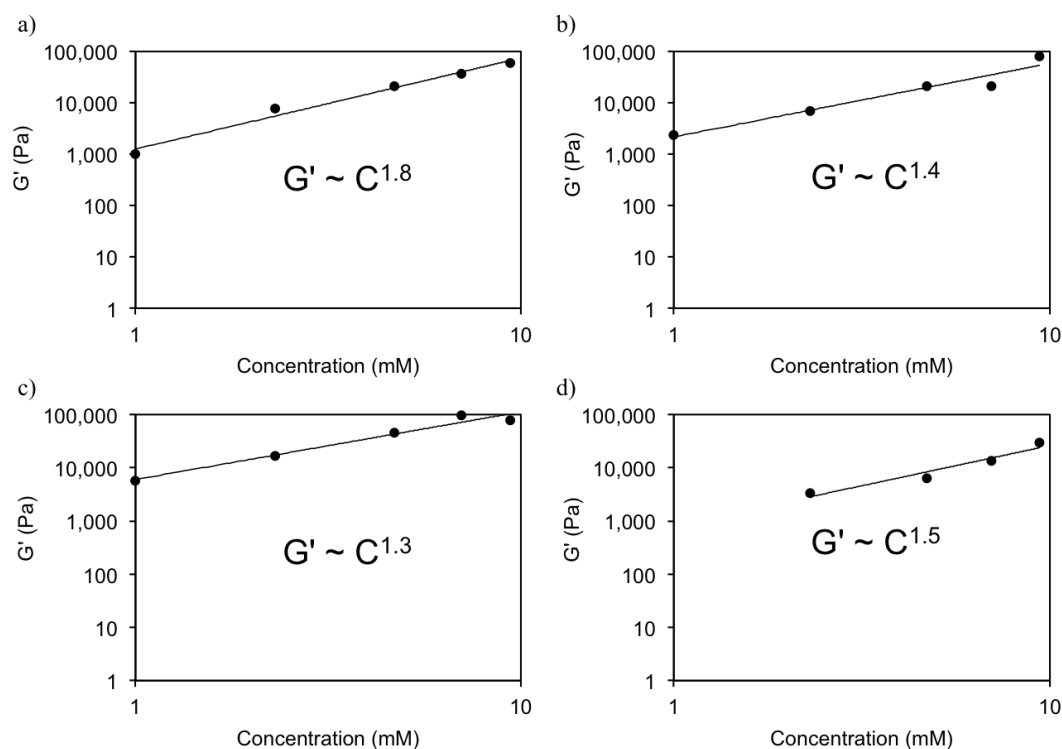 a)
100,000
10,000
1,000
100
10
1
G' (Pa)
G' ~ C1.8
1
10
Concentration (mM)
b)
100,000
10,000
1,000
100
10
1
G' (Pa)
G' ~ C1.4
1
10
Concentration (mM)
c)
100,000
10,000
1,000
100
10
1
G' (Pa)
G' ~ C1.3
1
10
Concentration (mM)
d)
100,000
10,000
1,000
100
10
1
G' (Pa)
G' ~ C1.5
1
10
Concentration (mM)